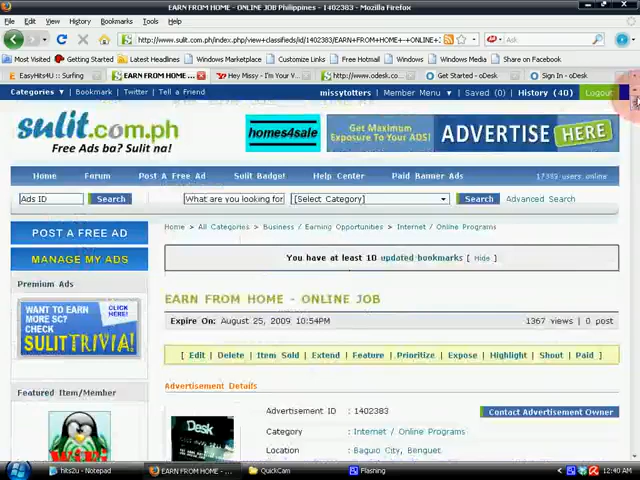 EARN FROM HOME - ONLINE JOB Philippines - 1402383 - Mozilla Firefox
File Edit View History Bookmarks Tools Help
http://www.sulit.com.ph/index.php/view+classifieds/id/1402383/EARN+FROM+HOME+-+ONLINE+
Ask
Most Visited Getting Started Latest Headlines Windows Marketplace Customize Links Free Hotmail Windows Windows Media Share on Facebook
EasyHits4U :: Surfing EARN FROM HOME ... Hey Missy - I'm Your V... http://www.odesk.c... Get Started - oDesk Sign In - oDesk
Categories Bookmark | Twitter | Tell a Friend missytotters | Member Menu | Saved (0) | History (40) Logout
sulit.com.ph
Free Ads ba? Sulit na!
homes4sale
Get Maximum Exposure To Your ADS! ADVERTISE HERE
Home Forum Post A Free Ad Sulit Badge! Help Center Paid Banner Ads 17389 users online
Ads ID Search What are you looking for [Select Category] Search Advanced Search
POST A FREE AD
MANAGE MY ADS
Premium Ads
WANT TO EARN MORE SC? CHECK SULITTRIVIA!
CLICK HERE!
Featured Item/Member
Home > All Categories > Business / Earning Opportunities > Internet / Online Programs
You have at least 10 updated bookmarks [ Hide ]
EARN FROM HOME - ONLINE JOB
Expire On: August 25, 2009 10:54PM 1367 views | 0 post
[ Edit | Delete | Item Sold | Extend | Feature | Prioritize | Expose | Highlight | Shout | Paid ]
Advertisement Details
Desk
Advertisement ID : 1402383
Contact Advertisement Owner
Category : Internet / Online Programs
Location : Baguio City, Benguet
hits2u - Notepad EARN FROM HOME - ... QuickCam Flashing 12:40 AM